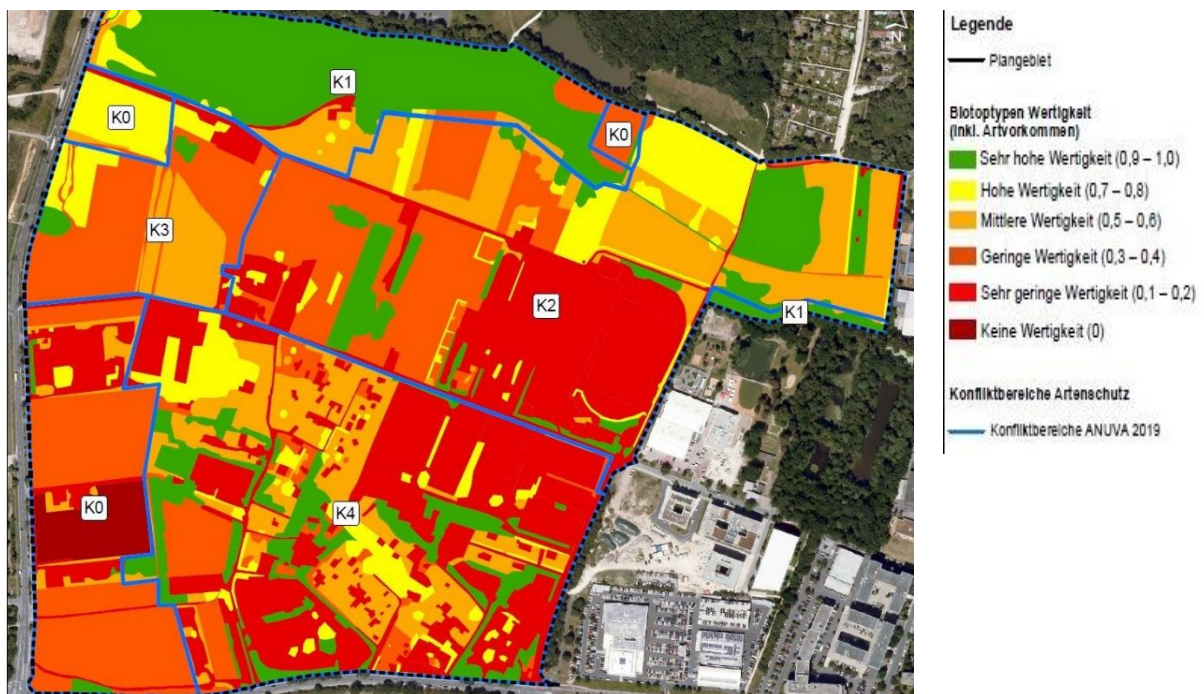 N
K1
K0
K0
K3
K2
K1
K0
K4
Legende
Plangebiet
Biotoptypen Wertigkeit
(inkl. Artvorkommen)
Sehr hohe Wertigkeit (0,9 – 1,0)
Hohe Wertigkeit (0,7 – 0,8)
Mittlere Wertigkeit (0,5 – 0,6)
Geringe Wertigkeit (0,3 – 0,4)
Sehr geringe Wertigkeit (0,1 – 0,2)
Keine Wertigkeit (0)
Konfliktbereiche Artenschutz
Konfliktbereiche ANUVA 2019